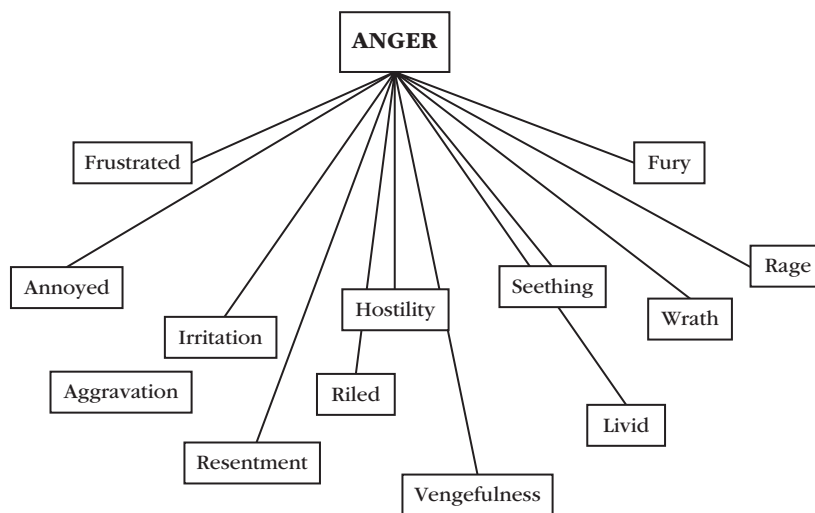 ANGER
Frustrated
Fury
Annoyed
Rage
Seething
Hostility
Wrath
Irritation
Aggravation
Riled
Livid
Resentment
Vengefulness